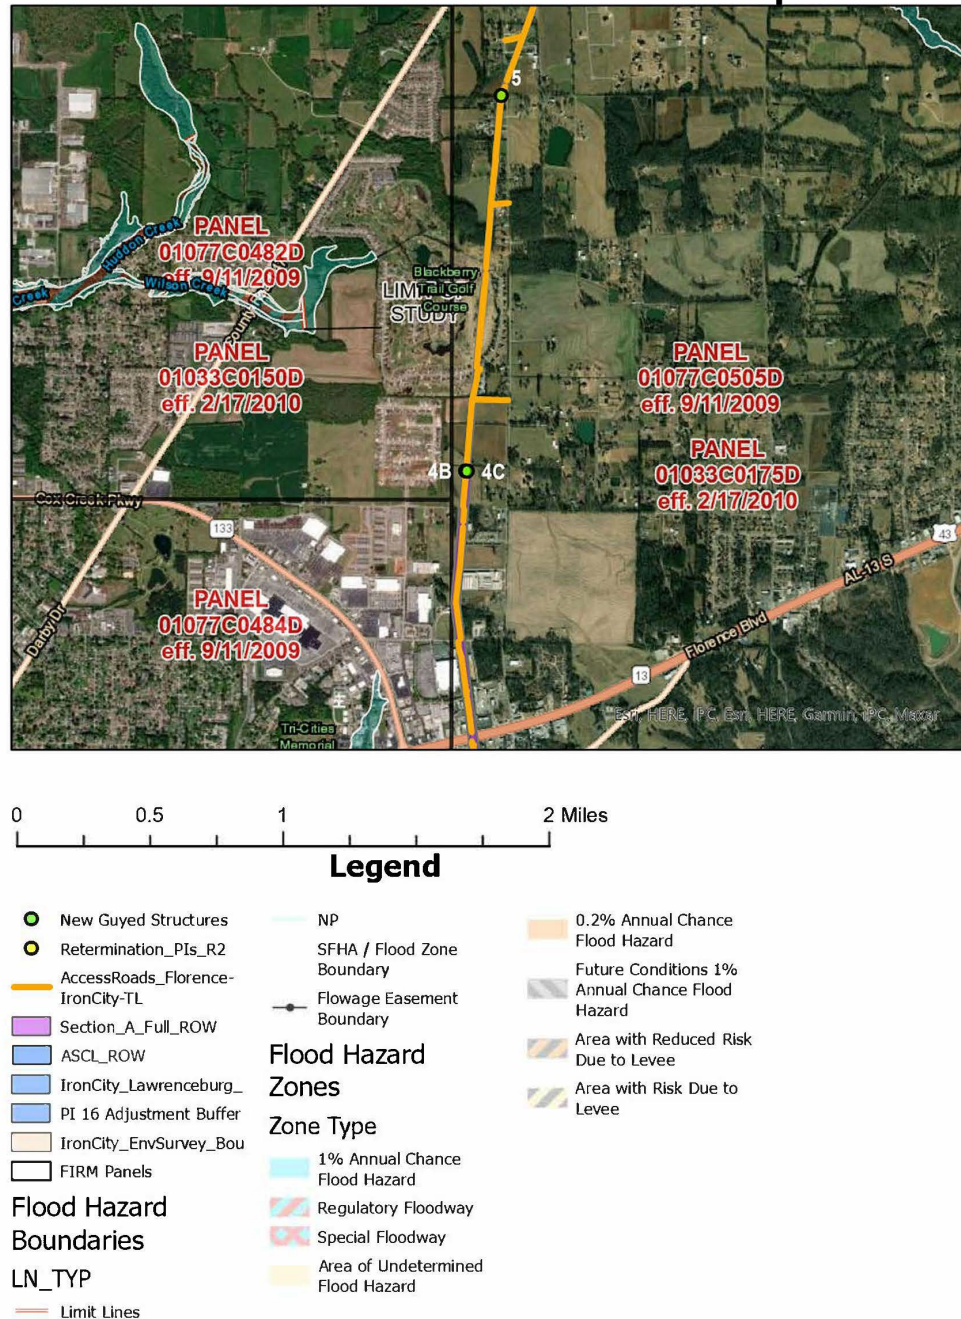 5
PANEL
01077C0482D
eff. 9/11/2009
Huddon Creek
Creek
Wilson Creek
County
Blackberry
Trail Golf
Course
STUDY
PANEL
01033C0150D
eff. 2/17/2010
PANEL
01077C0505D
eff. 9/11/2009
4B 4C
PANEL
01033C0175D
eff. 2/17/2010
Cox Creek Pkwy
133
43
AL-13 S
PANEL
01077C0484D
eff. 9/11/2009
Darby Dr
Florence Blvd
13
Tri-Cities
Memorial
Esri, HERE, iPC, Esri, HERE, Garmin, iPC, Maxar
0 0.5 1 2 Miles
Legend
New Guyed Structures
Retermination_PIs_R2
AccessRoads_Florence-
IronCity-TL
Section_A_Full_ROW
ASCL_ROW
IronCity_Lawrenceburg_
PI 16 Adjustment Buffer
IronCity_EnvSurvey_Bou
FIRM Panels
Flood Hazard
Boundaries
LN_TYP
Limit Lines
NP
SFHA / Flood Zone
Boundary
Flowage Easement
Boundary
Flood Hazard
Zones
Zone Type
1% Annual Chance
Flood Hazard
Regulatory Floodway
Special Floodway
Area of Undetermined
Flood Hazard
0.2% Annual Chance
Flood Hazard
Future Conditions 1%
Annual Chance Flood
Hazard
Area with Reduced Risk
Due to Levee
Area with Risk Due to
Levee